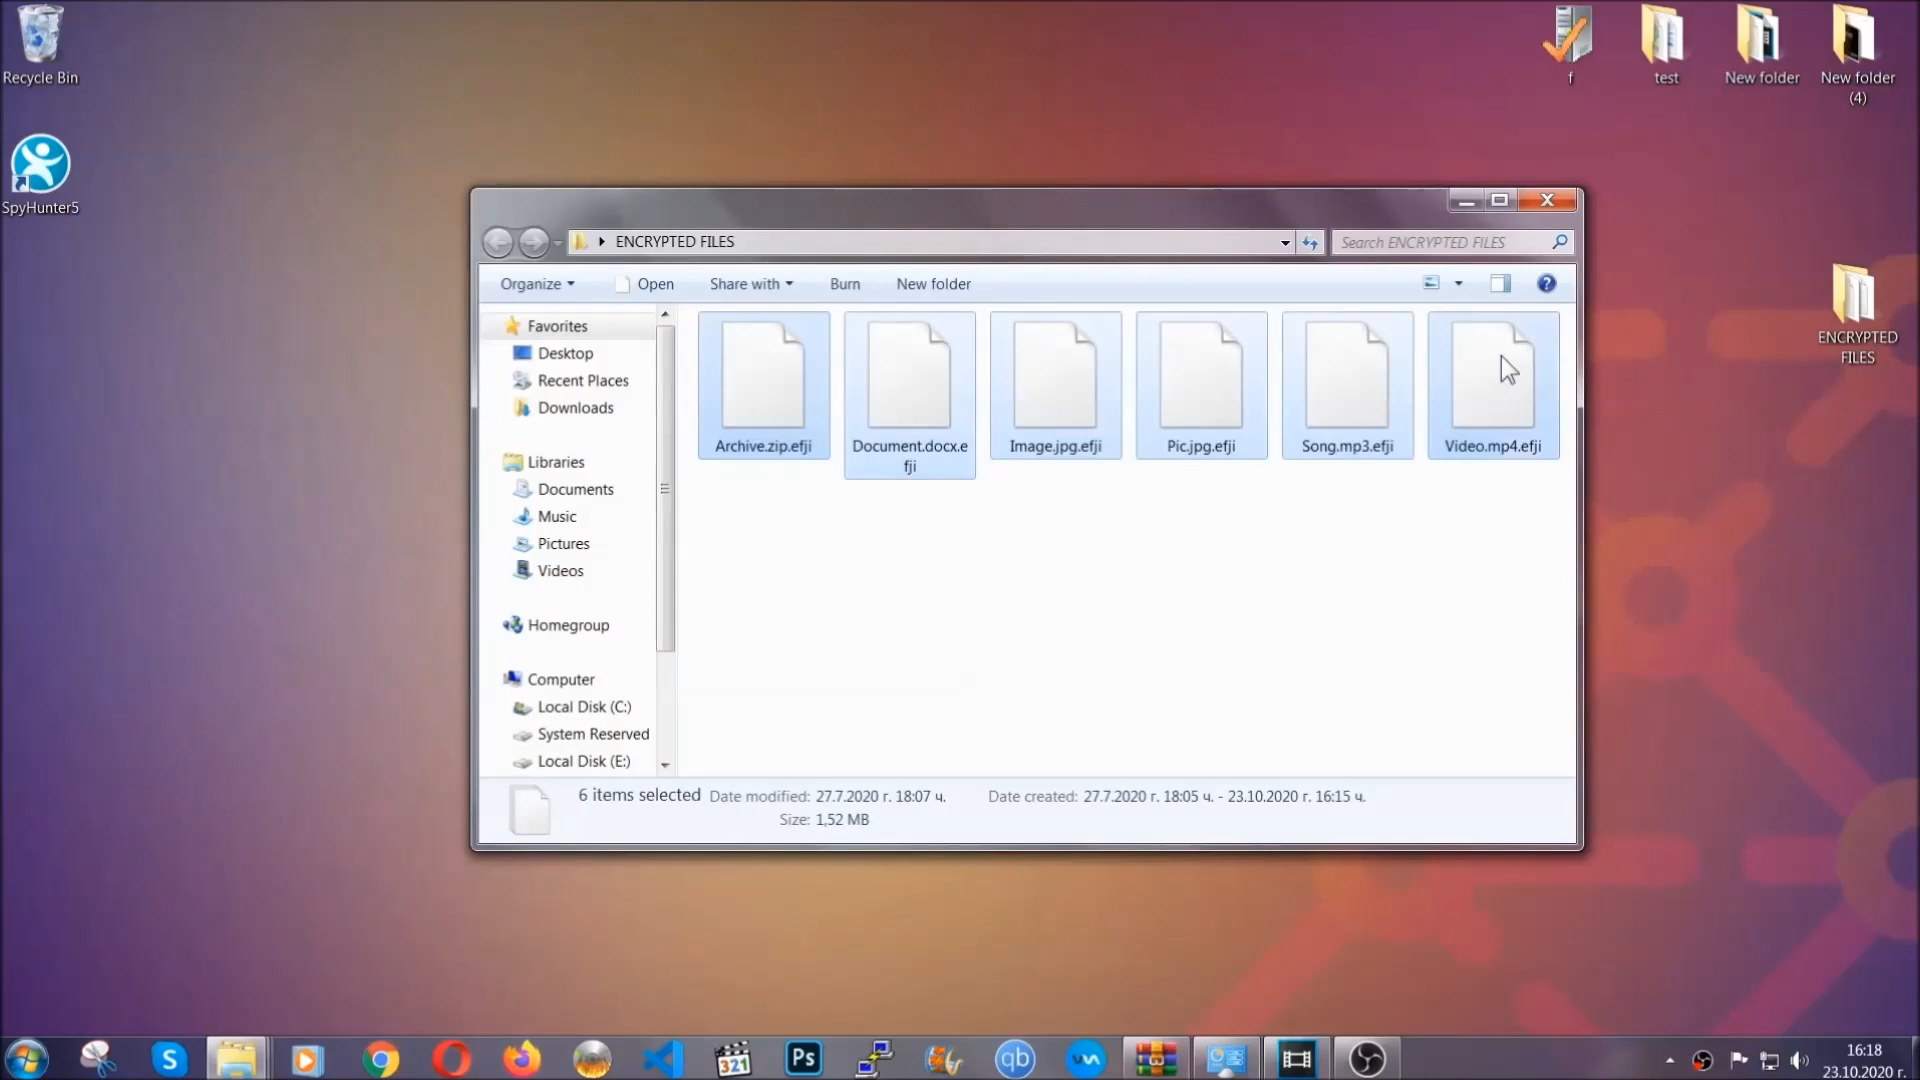 Recycle Bin
SpyHunter5
f
test
New folder
New folder
(4)
ENCRYPTED
FILES
ENCRYPTED FILES
Search ENCRYPTED FILES
Organize
Open
Share with
Burn
New folder
Favorites
Desktop
Recent Places
Downloads
Libraries
Documents
Music
Pictures
Videos
Homegroup
Computer
Local Disk (C:)
System Reserved
Local Disk (E:)
Archive.zip.efji
Document.docx.e
fji
Image.jpg.efji
Pic.jpg.efji
Song.mp3.efji
Video.mp4.efji
6 items selected Date modified: 27.7.2020 г. 18:07 ч. Date created: 27.7.2020 г. 18:05 ч. - 23.10.2020 г. 16:15 ч.
Size: 1,52 MB
S
321
Ps
qb
16:18
23.10.2020 г.